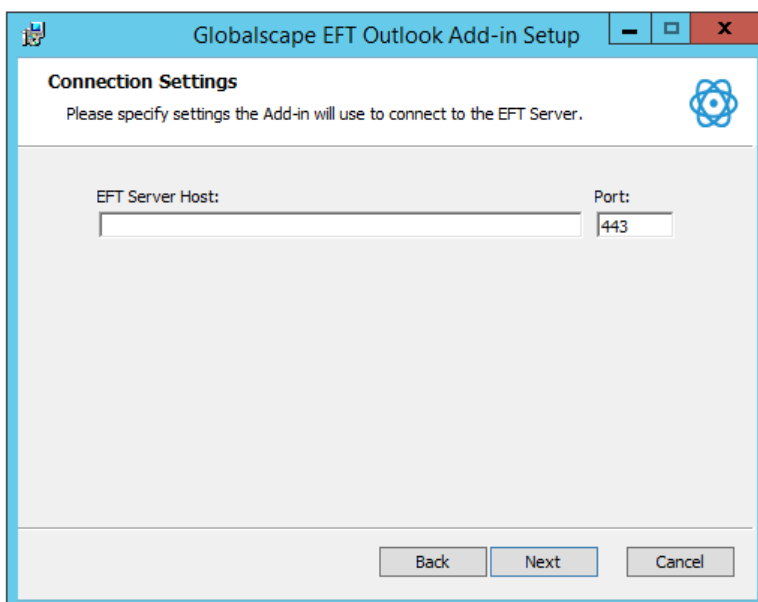 Globalscape EFT Outlook Add-in Setup
Connection Settings
Please specify settings the Add-in will use to connect to the EFT Server.
EFT Server Host: Port:
443
Back Next Cancel